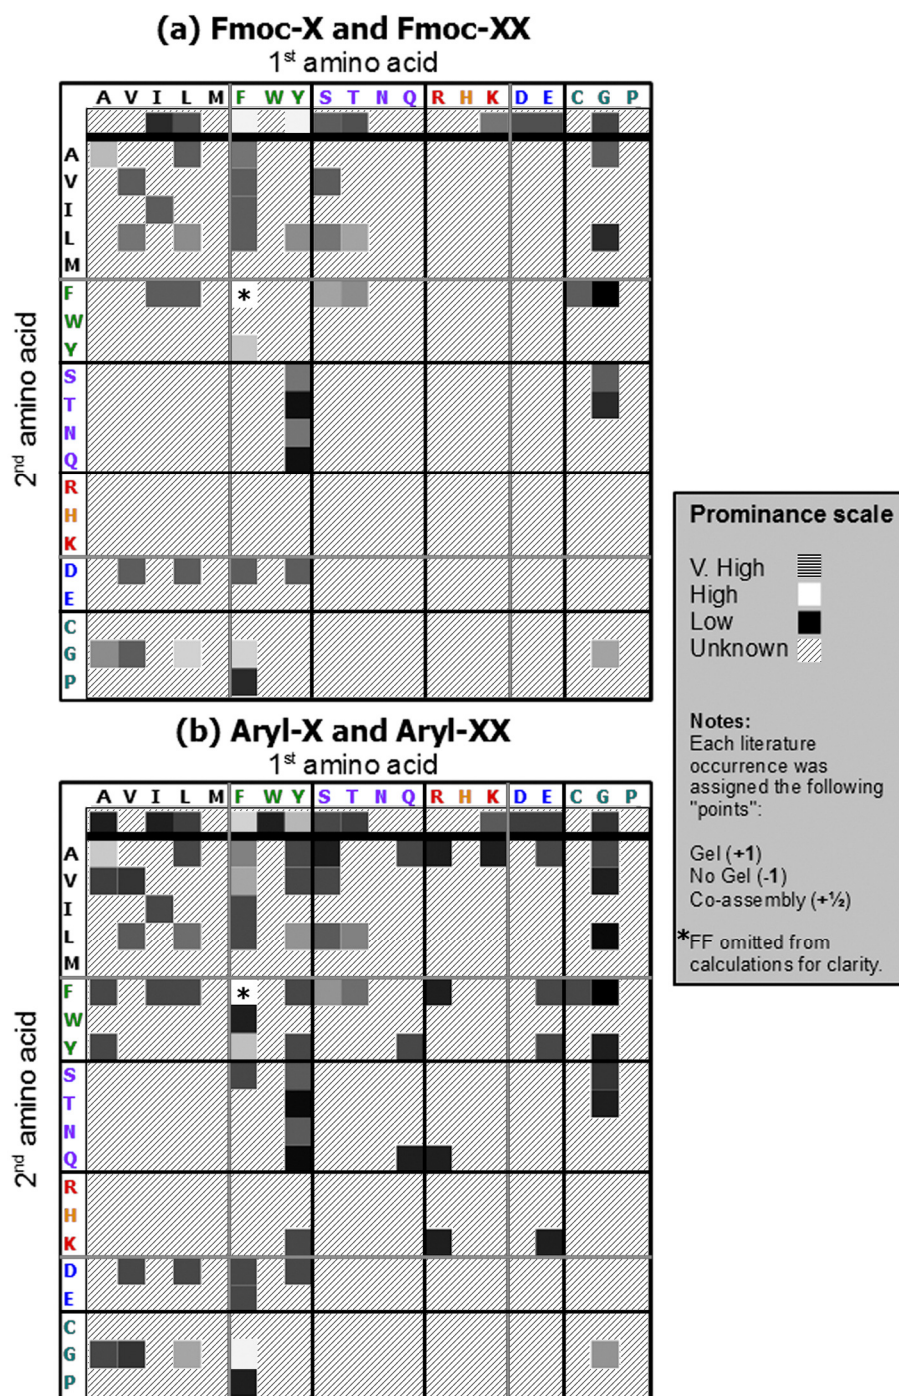 (a) Fmoc-X and Fmoc-XX
1st amino acid
A V I L M F W Y S T N Q R H K D E C G P
2nd amino acid
A
V
I
L
M
F
*
W
Y
S
T
N
Q
R
H
K
D
E
C
G
P
(b) Aryl-X and Aryl-XX
1st amino acid
A V I L M F W Y S T N Q R H K D E C G P
2nd amino acid
A
V
I
L
M
F
*
W
Y
S
T
N
Q
R
H
K
D
E
C
G
P
Prominance scale
V. High
High
Low
Unknown
Notes:
Each literature
occurrence was
assigned the following
"points":
Gel (+1)
No Gel (-1)
Co-assembly (+½)
*FF omitted from
calculations for clarity.